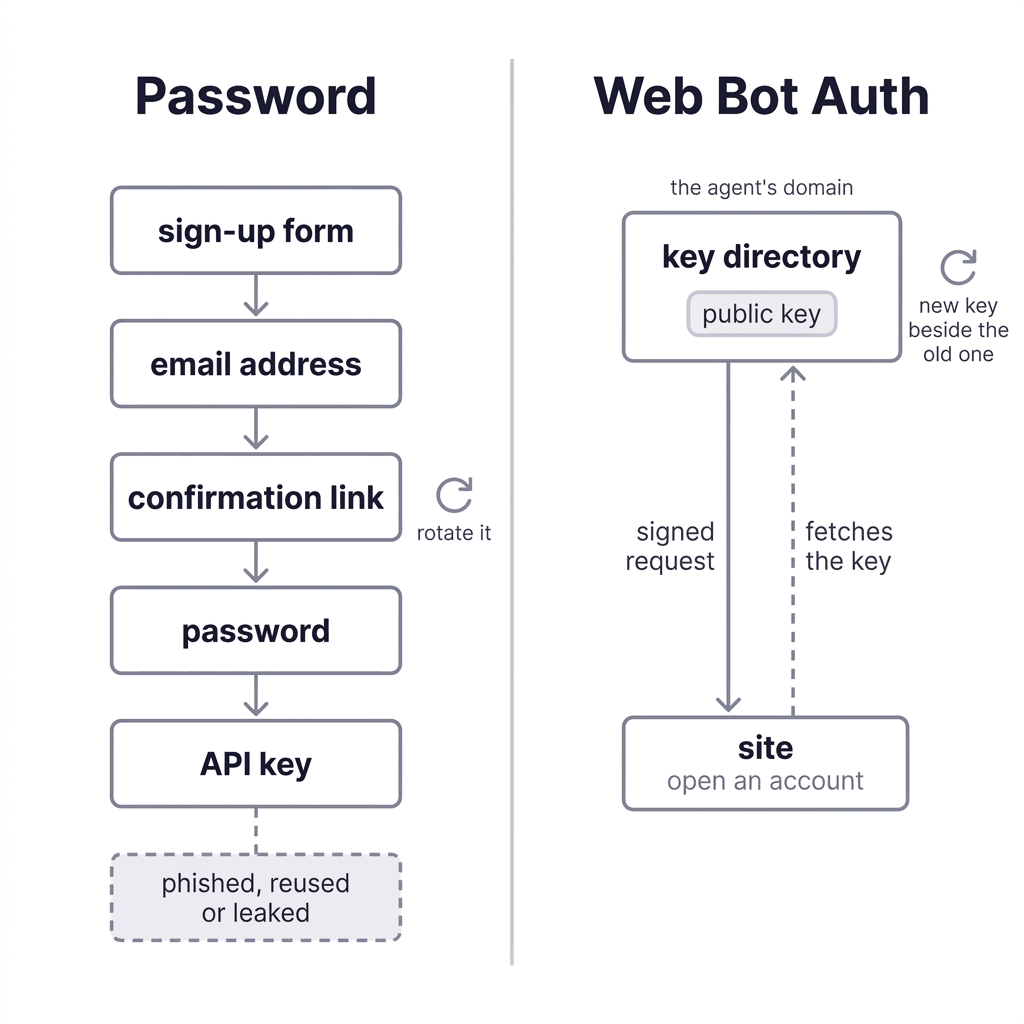 Password
sign-up form
email address
confirmation link
rotate it
password
API key
phished, reused
or leaked
Web Bot Auth
the agent's domain
key directory
public key
new key
beside the
old one
signed
request
fetches
the key
site
open an account